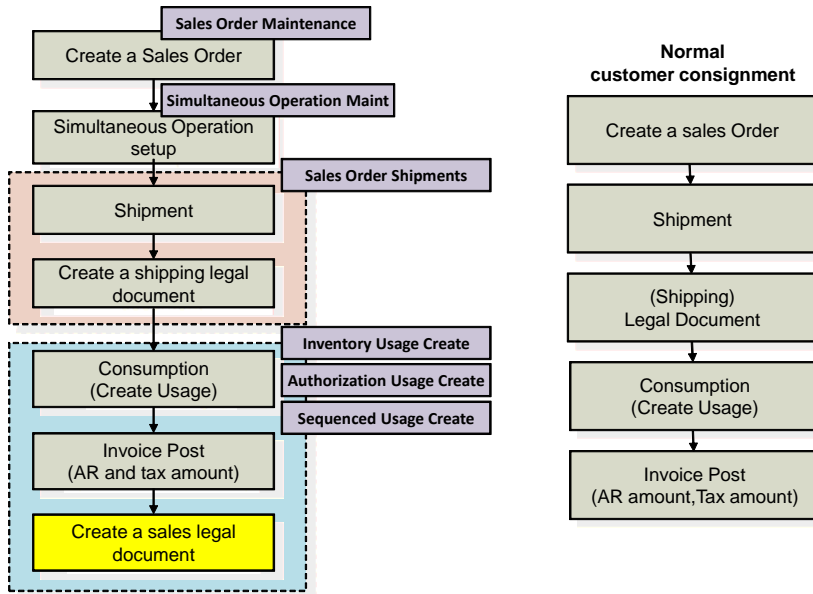 Sales Order Maintenance
Create a Sales Order
Simultaneous Operation Maint
Simultaneous Operation
setup
Sales Order Shipments
Shipment
Create a shipping legal
document
Inventory Usage Create
Consumption
(Create Usage)
Authorization Usage Create
Sequenced Usage Create
Invoice Post
(AR and tax amount)
Create a sales legal
document
Normal
customer consignment
Create a sales Order
Shipment
(Shipping)
Legal Document
Consumption
(Create Usage)
Invoice Post
(AR amount,Tax amount)